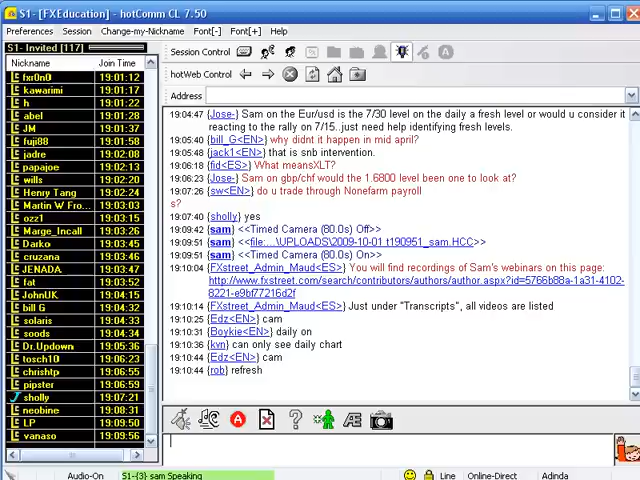 S1- [FXEducation] - hotComm CL 7.50
Preferences Session Change-my-Nickname Font[-] Font[+] Help
S1- Invited [117]
Nickname Join Time
fxr0n0 19:01:12
kawarimi 19:01:17
h 19:01:22
abel 19:01:28
JM 19:01:37
fuji88 19:01:58
jadre 19:02:08
papajoe 19:02:13
wills 19:02:19
Henry Tang 19:02:24
Martin W Fro... 19:03:03
ozz1 19:03:15
Marge_Incall 19:03:39
Darko 19:03:45
cruzana 19:03:59
JENADA 19:04:09
fat 19:03:52
JohnUK 19:04:15
bill G 19:04:32
solaris 19:04:33
soods 19:04:34
Dr.Updown 19:05:36
tosch10 19:06:23
chrishtp 19:06:55
pipster 19:06:59
sholly 19:07:21
neobine 19:08:31
LP 19:09:50
vanaso 19:09:56
Session Control
hotWeb Control
Address
19:04:47 {Jose-} Sam on the Eur/usd is the 7/30 level on the daily a fresh level or would u consider it
reacting to the rally on 7/15..just need help identifying fresh levels.
19:05:40 {bill_G<EN>} why didnt it happen in mid april?
19:05:48 {jack1<EN>} that is snb intervention.
19:06:18 {fid<ES>} What meansXLT?
19:06:23 {Jose-} Sam on gbp/chf would the 1.6800 level been one to look at?
19:07:26 {sw<EN>} do u trade through Nonefarm payroll
s?
19:07:40 {sholly} yes
19:09:42 {sam} <<Timed Camera (80.0s) Off>>
19:09:51 {sam} <<file:...\UPLOADS\2009-10-01 t190951_sam.HCC>>
19:09:51 {sam} <<Timed Camera (80.0s) On>>
19:10:04 {FXstreet_Admin_Maud<ES>} You will find recordings of Sam's webinars on this page:
http://www.fxstreet.com/search/contributors/authors/author.aspx?id=5766b88a-1a31-4102-
8221-e9bf77216d2f
19:10:14 {FXstreet_Admin_Maud<ES>} Just under "Transcripts", all videos are listed
19:10:25 {Edz<EN>} cam
19:10:31 {Boykie<EN>} daily on
19:10:36 {kvn} can only see daily chart
19:10:44 {Edz<EN>} cam
19:10:44 {rob} refresh
Audio-On S1-{3} sam Speaking Line Online-Direct Adinda